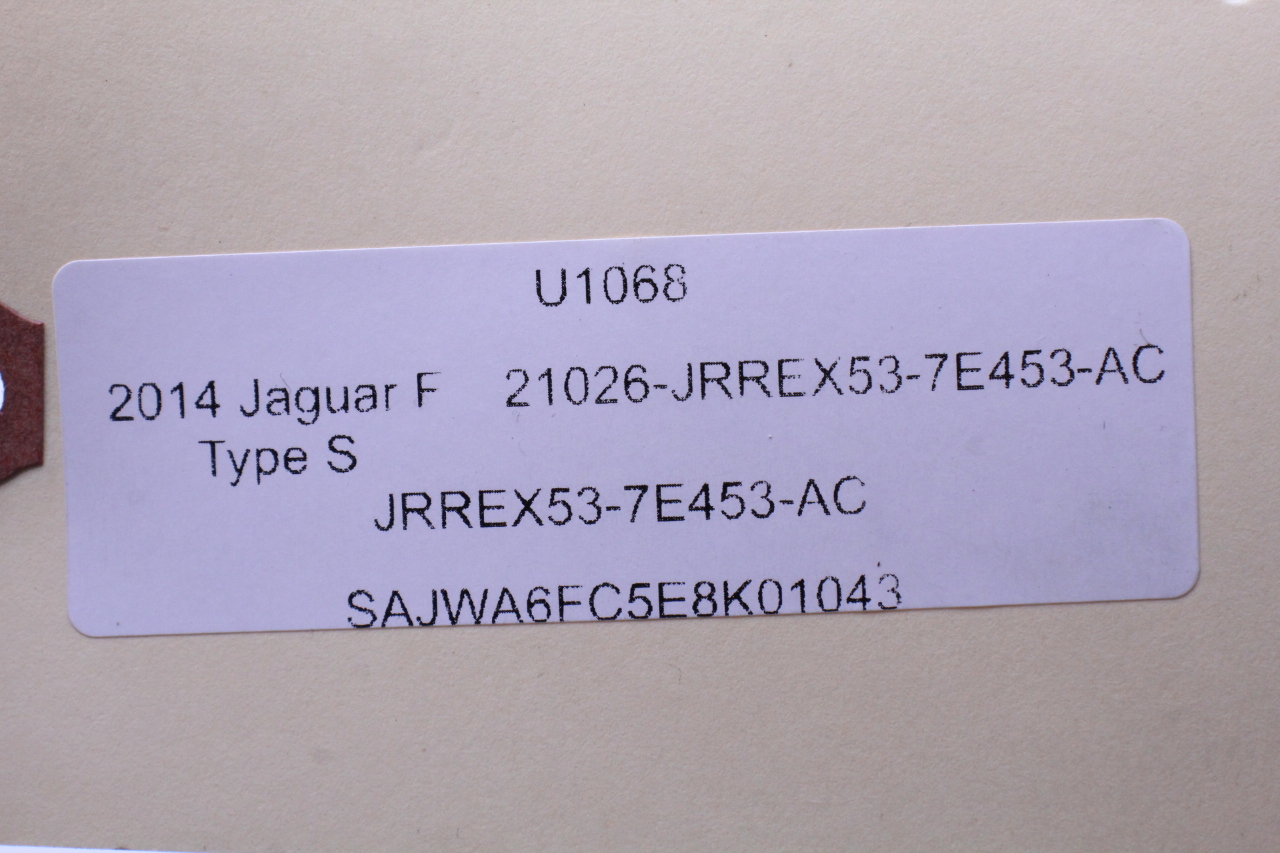 U1068
2014 Jaguar F 21026-JRREX53-7E453-AC
Type S
JRREX53-7E453-AC
SAJWA6FC5E8K01043